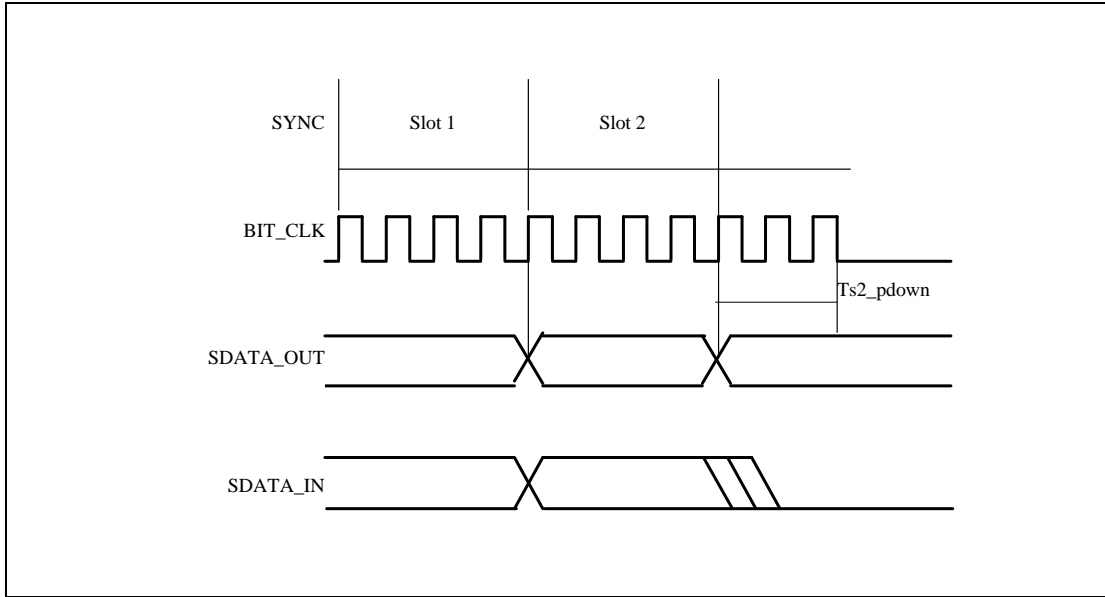 SYNC
Slot 1
Slot 2
BIT_CLK
Ts2_pdown
SDATA_OUT
SDATA_IN